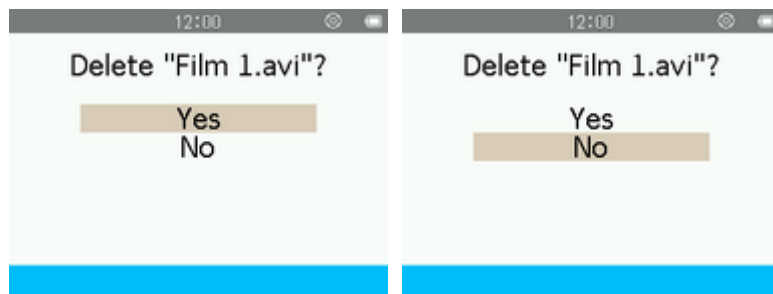 12:00
Delete "Film 1.avi"?
Yes
No
12:00
Delete "Film 1.avi"?
Yes
No